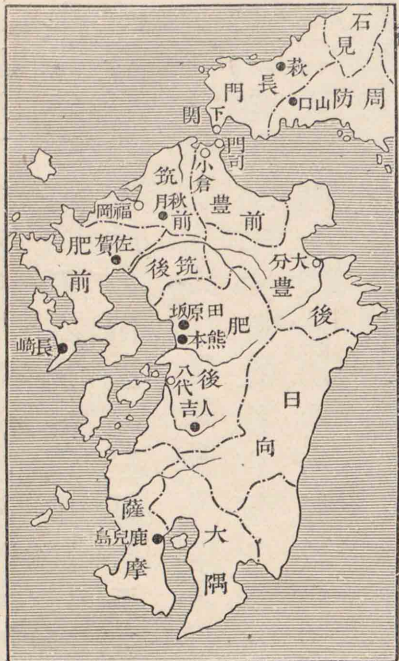 石見
周防
長門
萩
山口
下関
門司
小倉
豊前
筑前
秋月
福岡
肥前
佐賀
長崎
筑後
大分
豊後
田原坂
熊本
肥後
八代
人吉
日向
薩摩
鹿兒島
大隅